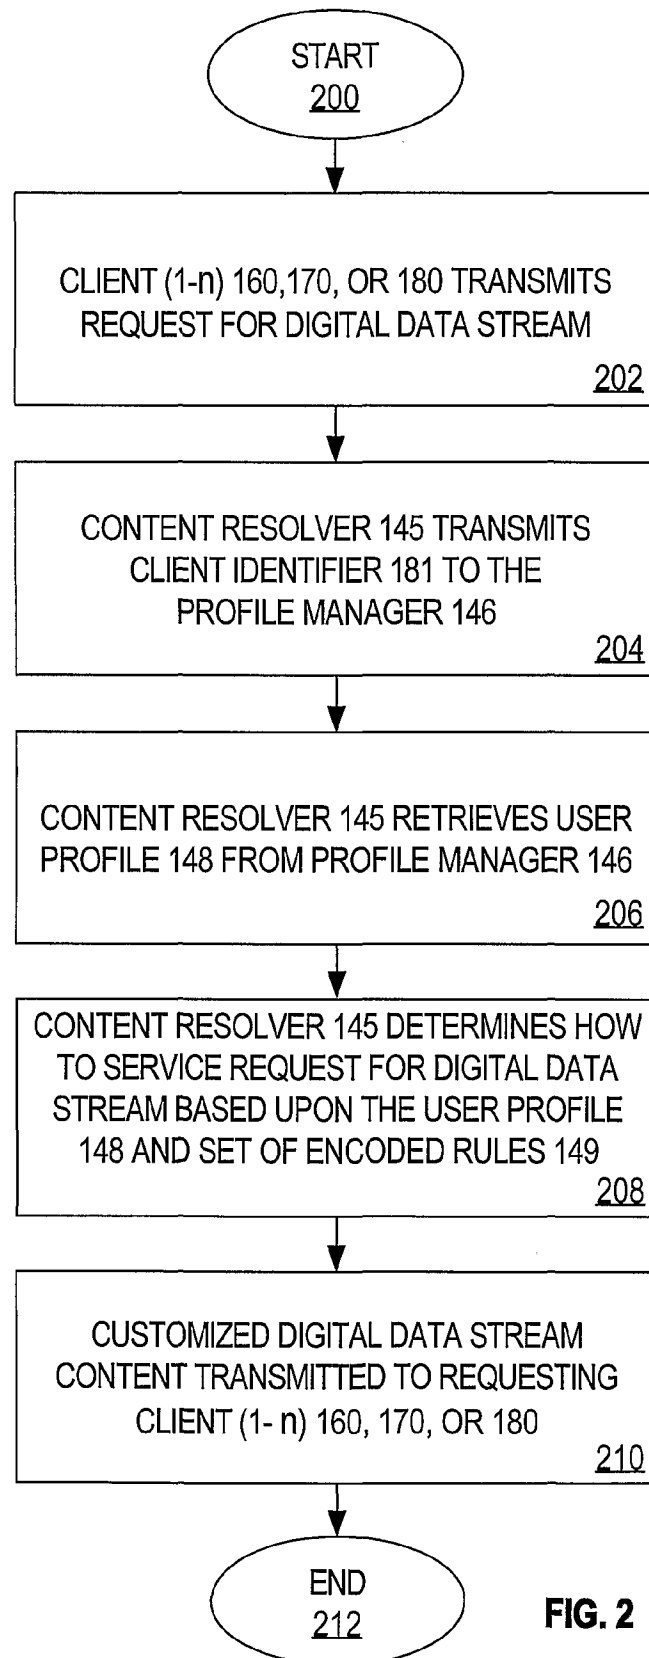 START
200
CLIENT (1-n) 160,170, OR 180 TRANSMITS
REQUEST FOR DIGITAL DATA STREAM
202
CONTENT RESOLVER 145 TRANSMITS
CLIENT IDENTIFIER 181 TO THE
PROFILE MANAGER 146
204
CONTENT RESOLVER 145 RETRIEVES USER
PROFILE 148 FROM PROFILE MANAGER 146
206
CONTENT RESOLVER 145 DETERMINES HOW
TO SERVICE REQUEST FOR DIGITAL DATA
STREAM BASED UPON THE USER PROFILE
148 AND SET OF ENCODED RULES 149
208
CUSTOMIZED DIGITAL DATA STREAM
CONTENT TRANSMITTED TO REQUESTING
CLIENT (1- n) 160, 170, OR 180
210
END
212
FIG. 2